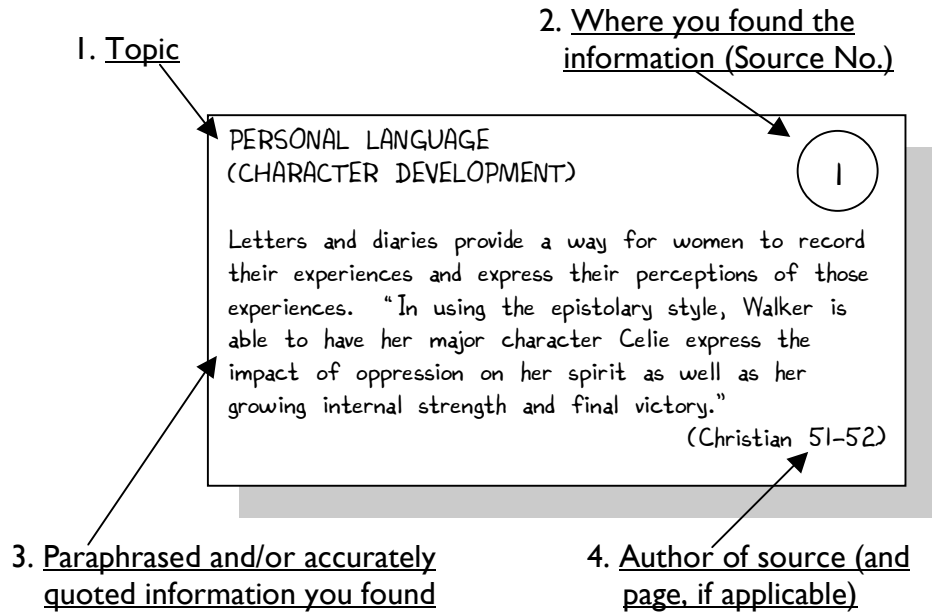 1. Topic
2. Where you found the
information (Source No.)
PERSONAL LANGUAGE
(CHARACTER DEVELOPMENT)
1
Letters and diaries provide a way for women to record
their experiences and express their perceptions of those
experiences. “In using the epistolary style, Walker is
able to have her major character Celie express the
impact of oppression on her spirit as well as her
growing internal strength and final victory.”
(Christian 51-52)
3. Paraphrased and/or accurately
quoted information you found
4. Author of source (and
page, if applicable)